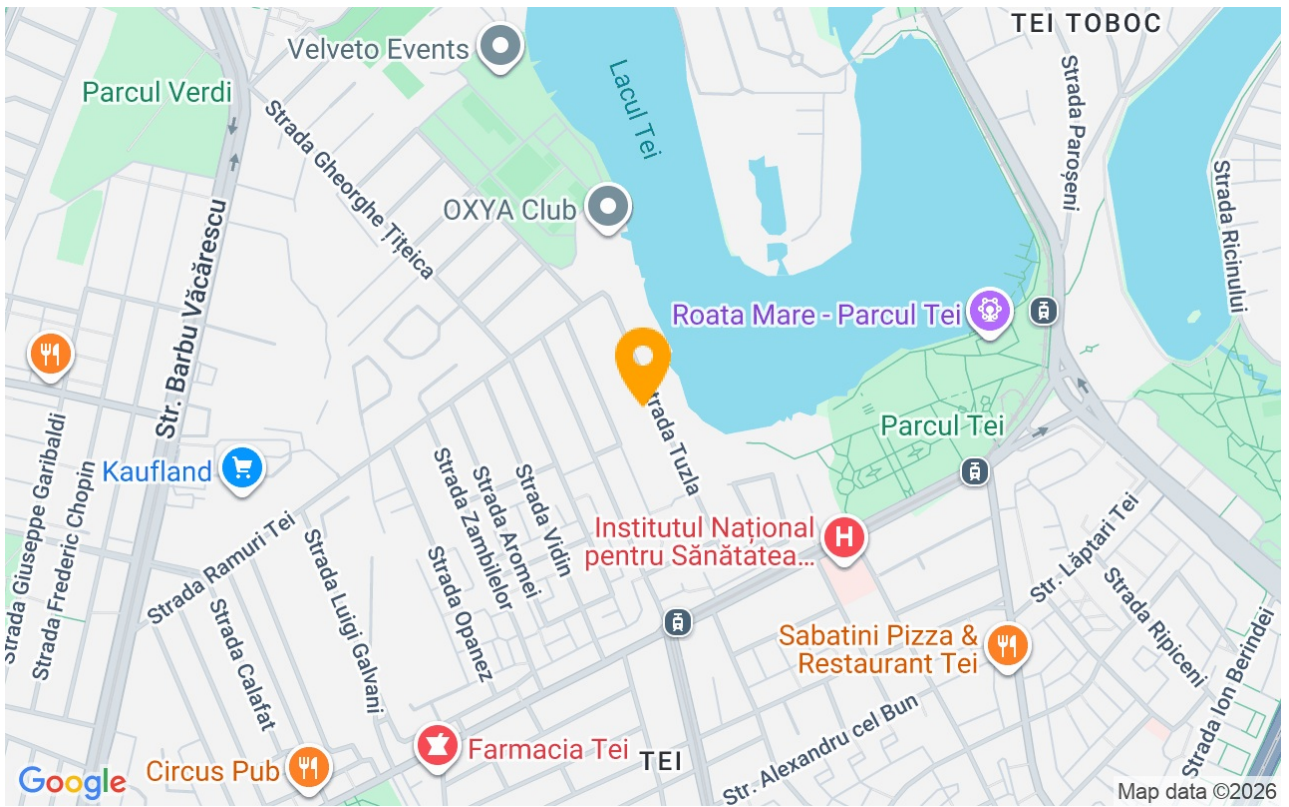 TEI TOBOC
Velveto Events
Parcul Verdi
Lacul Tei
Strada Paroșeni
Strada Gheorghe Țițeica
OXYA Club
Strada Ricinului
Str. Barbu Văcărescu
Roata Mare - Parcul Tei
Strada Tuzla
Parcul Tei
Kaufland
Strada Giuseppe Garibaldi
Strada Frederic Chopin
Strada Zambilelor
Strada Aromei
Strada Vidin
Institutul Național
pentru Sănătatea...
Strada Ramuri Tei
Strada Luigi Galvani
Strada Opanez
Str. Lăptari Tei
Strada Ripiceni
Strada Calafat
Sabatini Pizza &
Restaurant Tei
Strada Ion Berindei
Str. Alexandru cel Bun
Farmacia Tei
TEI
Circus Pub
Google
Map data ©2026